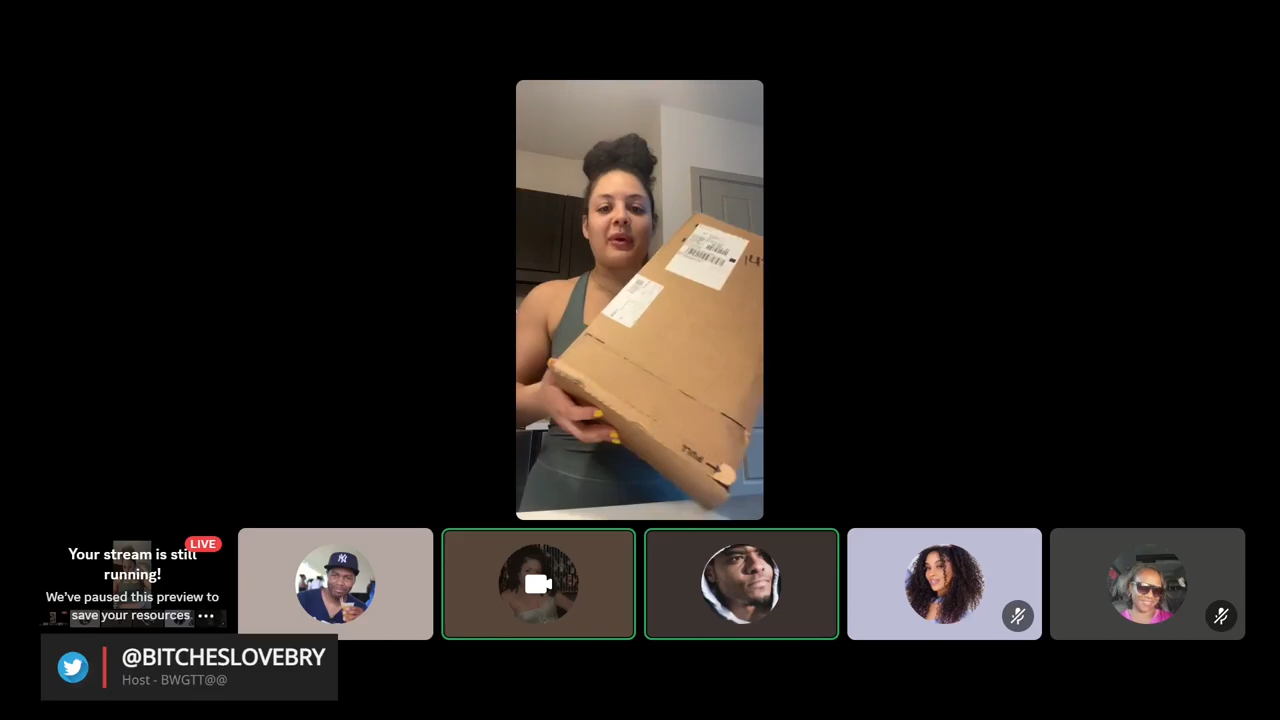 LIVE
Your stream is still
running!
We've paused this preview to
save your resources
@BITCHESLOVEBRY
Host - BWGTT@@